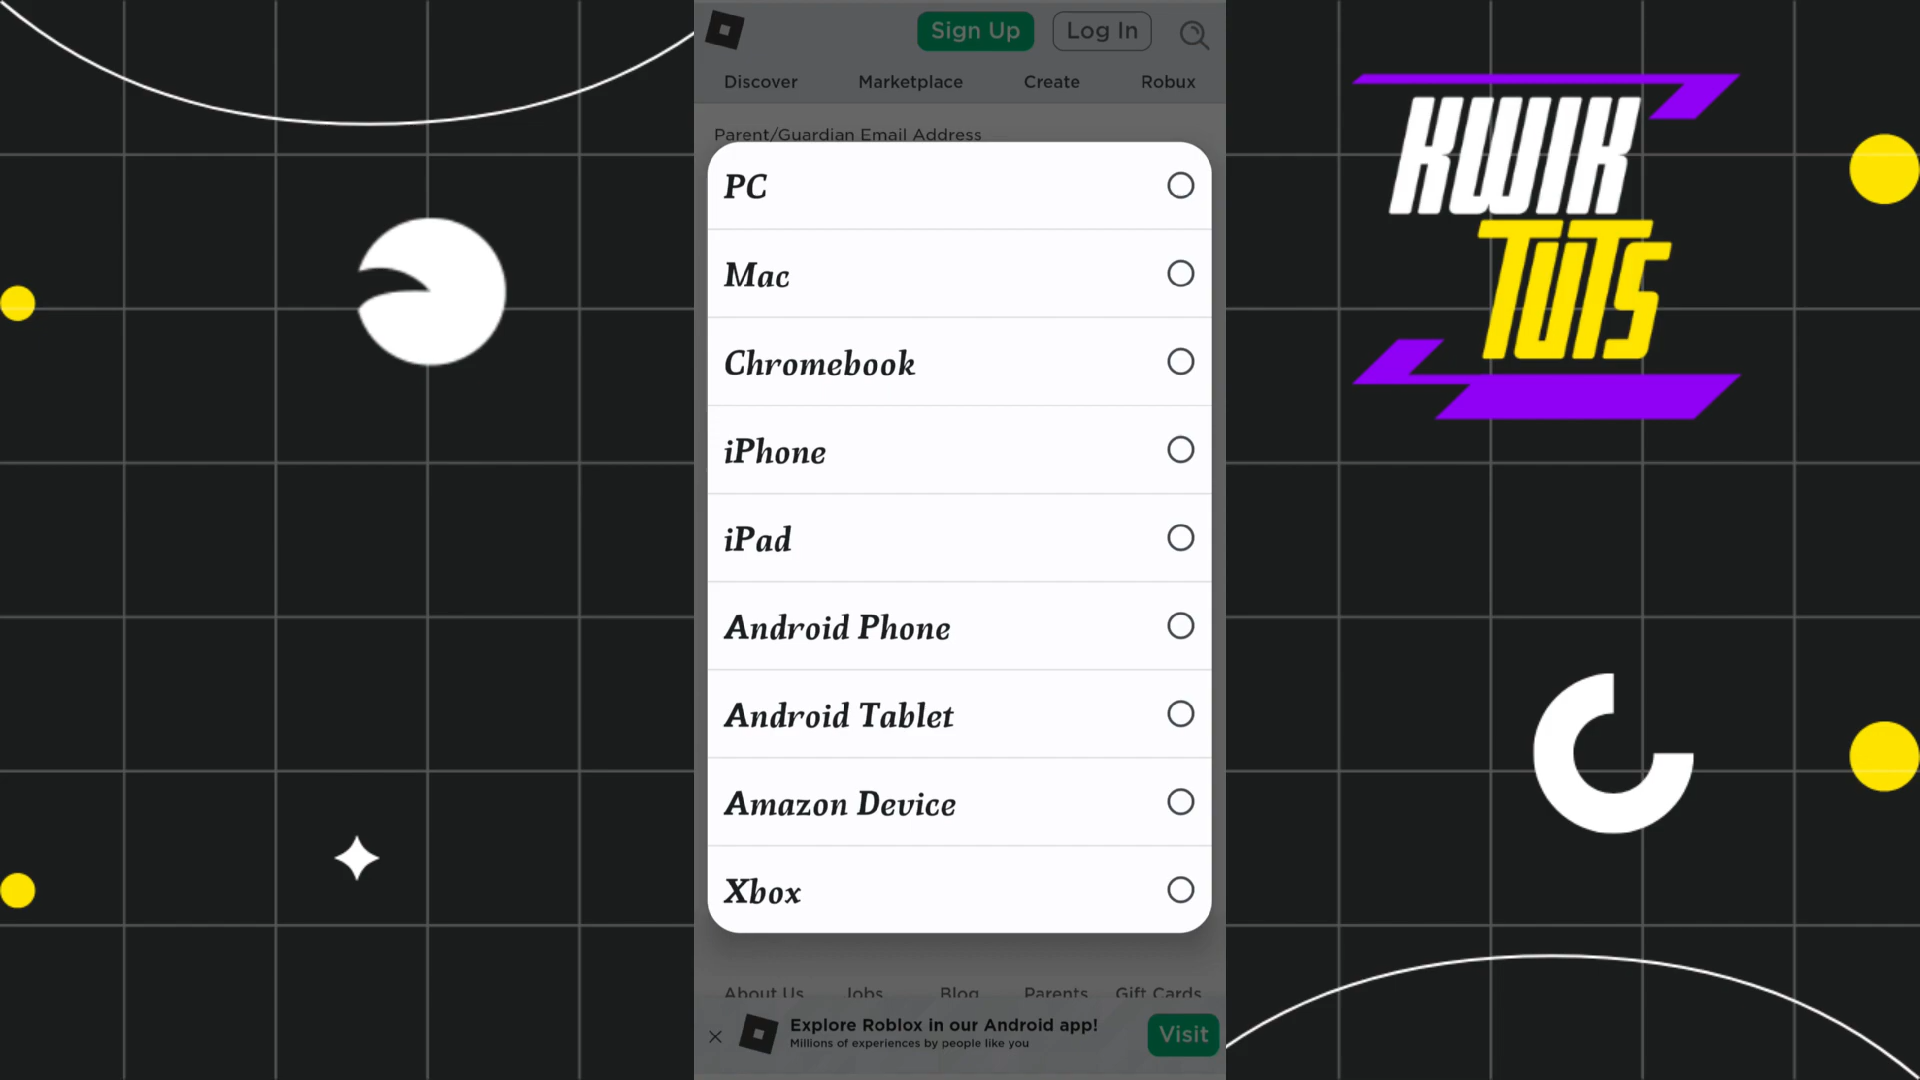 Sign Up
Log In
Discover
Marketplace
Create
Robux
Parent/Guardian Email Address
PC
Mac
Chromebook
iPhone
iPad
Android Phone
Android Tablet
Amazon Device
Xbox
About Us
Jobs
Blog
Parents
Gift Cards
Explore Roblox in our Android app!
Millions of experiences by people like you
Visit
KWIK
TUTS